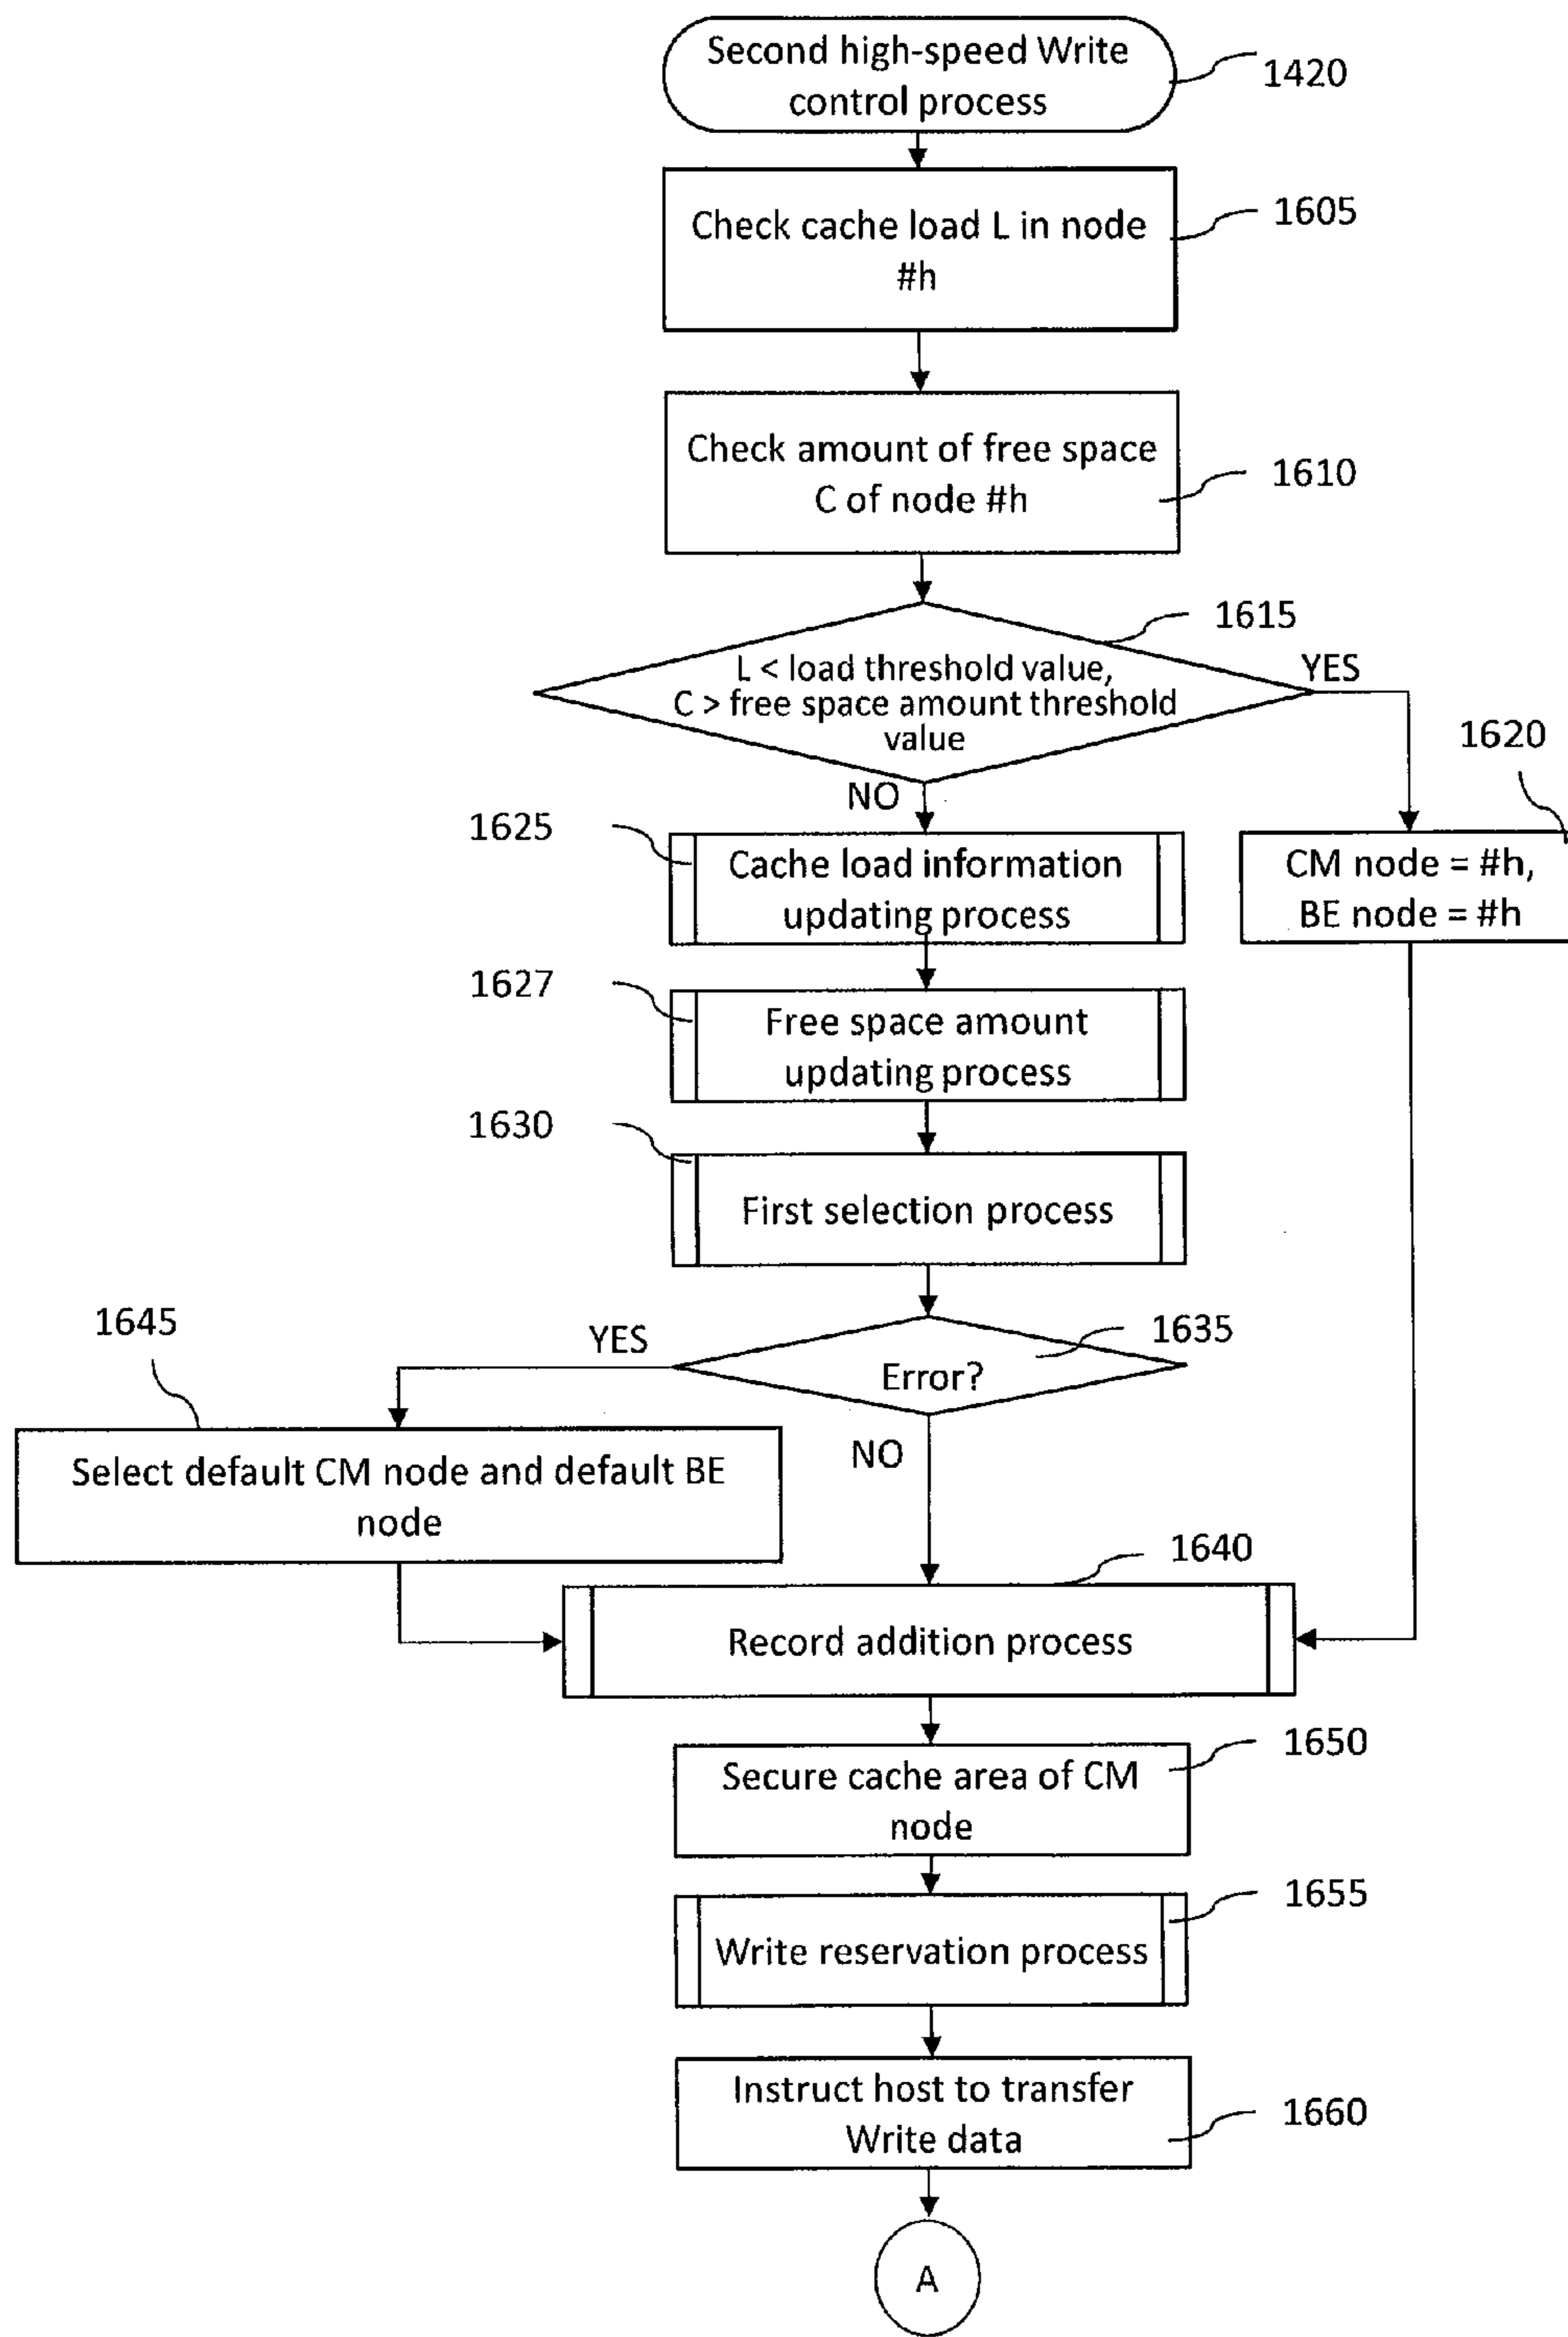 Second high-speed Write
control process
1420
Check cache load L in node
#h
1605
Check amount of free space
C of node #h
1610
1615
L < load threshold value,
C > free space amount threshold
value
YES
NO
1620
CM node = #h,
BE node = #h
1625
Cache load information
updating process
1627
Free space amount
updating process
1630
First selection process
1635
Error?
YES
NO
1645
Select default CM node and default BE
node
1640
Record addition process
1650
Secure cache area of CM
node
1655
Write reservation process
Instruct host to transfer
Write data
1660
A